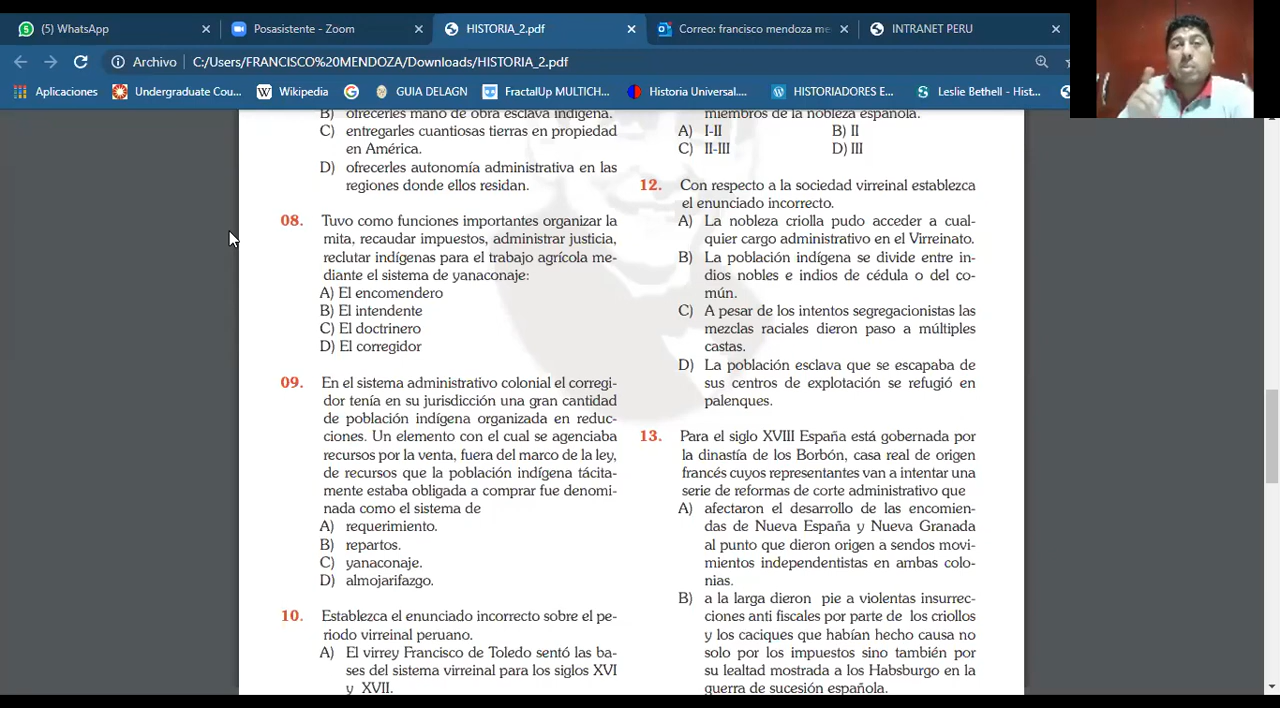 (5) WhatsApp
Posasistente - Zoom
HISTORIA_2.pdf
Correo: francisco mendoza me
INTRANET PERU
Archivo
C:/Users/FRANCISCO%20MENDOZA/Downloads/HISTORIA_2.pdf
Aplicaciones
Undergraduate Cou...
Wikipedia
GUIA DELAGN
FractalUp MULTICH...
Historia Universal....
HISTORIADORES E...
Leslie Bethell - Hist...
B) ofrecerles mano de obra esclava indígena.
C) entregarles cuantiosas tierras en propiedad
en América.
D) ofrecerles autonomía administrativa en las
regiones donde ellos residan.
08. Tuvo como funciones importantes organizar la
mita, recaudar impuestos, administrar justicia,
reclutar indígenas para el trabajo agrícola me-
diante el sistema de yanaconaje:
A) El encomendero
B) El intendente
C) El doctrinero
D) El corregidor
09. En el sistema administrativo colonial el corregi-
dor tenía en su jurisdicción una gran cantidad
de población indígena organizada en reduc-
ciones. Un elemento con el cual se agenciaba
recursos por la venta, fuera del marco de la ley,
de recursos que la población indígena tácita-
mente estaba obligada a comprar fue denomi-
nada como el sistema de
A) requerimiento.
B) repartos.
C) yanaconaje.
D) almojarifazgo.
10. Establezca el enunciado incorrecto sobre el pe-
riodo virreinal peruano.
A) El virrey Francisco de Toledo sentó las ba-
ses del sistema virreinal para los siglos XVI
y XVII.
miembros de la nobleza española.
A) I-II B) II
C) II-III D) III
12. Con respecto a la sociedad virreinal establezca
el enunciado incorrecto.
A) La nobleza criolla pudo acceder a cual-
quier cargo administrativo en el Virreinato.
B) La población indígena se divide entre in-
dios nobles e indios de cédula o del co-
mún.
C) A pesar de los intentos segregacionistas las
mezclas raciales dieron paso a múltiples
castas.
D) La población esclava que se escapaba de
sus centros de explotación se refugió en
palenques.
13. Para el siglo XVIII España está gobernada por
la dinastía de los Borbón, casa real de origen
francés cuyos representantes van a intentar una
serie de reformas de corte administrativo que
A) afectaron el desarrollo de las encomien-
das de Nueva España y Nueva Granada
al punto que dieron origen a sendos movi-
mientos independentistas en ambas colo-
nias.
B) a la larga dieron pie a violentas insurrec-
ciones anti fiscales por parte de los criollos
y los caciques que habían hecho causa no
solo por los impuestos sino también por
su lealtad mostrada a los Habsburgo en la
guerra de sucesión española.